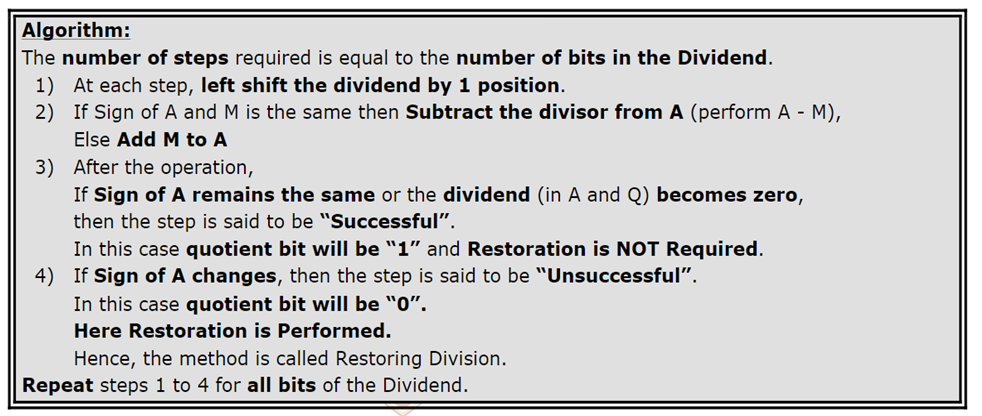 Algorithm:
The number of steps required is equal to the number of bits in the Dividend.
1) At each step, left shift the dividend by 1 position.
2) If Sign of A and M is the same then Subtract the divisor from A (perform A - M),
Else Add M to A
3) After the operation,
If Sign of A remains the same or the dividend (in A and Q) becomes zero,
then the step is said to be “Successful”.
In this case quotient bit will be “1” and Restoration is NOT Required.
4) If Sign of A changes, then the step is said to be “Unsuccessful”.
In this case quotient bit will be “0”.
Here Restoration is Performed.
Hence, the method is called Restoring Division.
Repeat steps 1 to 4 for all bits of the Dividend.